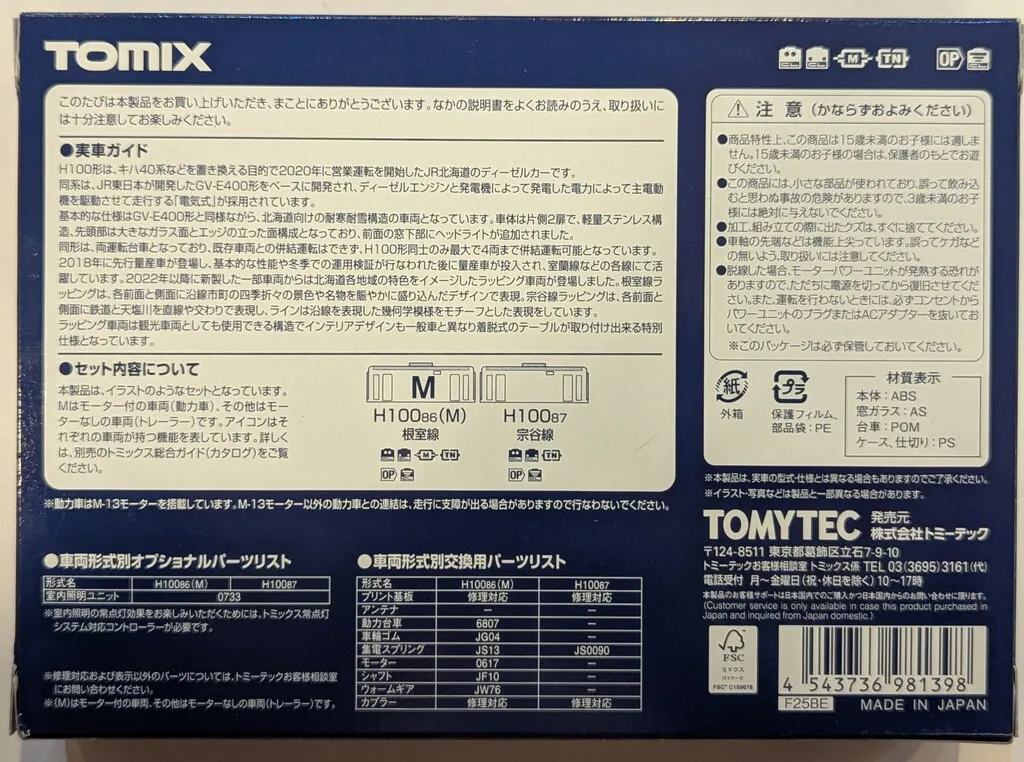 TOMIX
M TN OP
このたびは本製品をお買い上げいただき、まことにありがとうございます。なかの説明書をよくお読みのうえ、取り扱いに
は十分注意してお楽しみください。
●実車ガイド
H100形は、キハ40系などを置き換える目的で2020年に営業運転を開始したJR北海道のディーゼルカーです。
同系は、JR東日本が開発したGV-E400形をベースに開発され、ディーゼルエンジンと発電機によって発電した電力によって主電動
機を駆動させて走行する「電気式」が採用されています。
基本的な仕様はGV-E400形と同様ながら、北海道向けの耐寒耐雪構造の車両となっています。車体は片側2扉で、軽量ステンレス構
造、先頭部は大きなガラス面とエッジの立った面構成となっており、前面の窓下部にヘッドライトが追加されました。
同形は、両運転台車となっており、既存車両との併結運転はできず、H100形同士のみ最大で4両まで併結運転可能となっています。
2018年に先行量産車が登場し、基本的な性能や冬季での運用検証が行なわれた後に量産車が投入され、室蘭線などの各線にて活
躍しています。2022年以降に新製した一部車両からは北海道各地域の特色をイメージしたラッピング車両が登場しました。根室線ラ
ッピングは、各前面と側面に沿線市町の四季折々の景色や名物を賑やかに盛り込んだデザインで表現。宗谷線ラッピングは、各前面と
側面に鉄道と天塩川を直線や交わりで表現し、ラインは沿線を表現した幾何学模様をモチーフとした表現をしています。
ラッピング車両は観光車両としても使用できる構造でインテリアデザインも一般車と異なり着脱式のテーブルが取り付け出来る特別
仕様となっています。
●セット内容について
本製品は、イラストのようなセットとなっています。
Mはモーター付の車両(動力車)、その他はモー
ターなしの車両(トレーラー)です。アイコンはそ
れぞれの車両が持つ機能を表しています。詳しく
は、別売のトミックス総合ガイド(カタログ)をご覧
ください。
M
H10086(M) H10087
根室線 宗谷線
M TN TN
OP OP
※動力車はM-13モーターを搭載しています。M-13モーター以外の動力車との連結は、走行に支障が出る場合がありますので行なわないでください。
●車両形式別オプショナルパーツリスト
形式名 H10086(M) H10087
室内照明ユニット 0733
※室内照明の常点灯効果をお楽しみいただくためには、トミックス常点灯
システム対応コントローラーが必要です。
※修理対応および表示以外のパーツについては、トミーテックお客様相談室
にお問い合わせください。
※(M)はモーター付の車両、その他はモーターなしの車両(トレーラー)です。
●車両形式別交換用パーツリスト
形式名 H10086(M) H10087
プリント基板 修理対応 修理対応
アンテナ — —
動力台車 6807 —
車輪ゴム JG04 —
集電スプリング JS13 JS0090
モーター 0617 —
シャフト JF10 —
ウォームギア JW76 —
カプラー 修理対応 修理対応
注 意 (かならずおよみください)
●商品特性上、この商品は15歳未満のお子様には適しま
せん。15歳未満のお子様の場合は、保護者のもとでお遊
びください。
●この商品には、小さな部品が使われており、誤って飲み込
むと思わぬ事故の危険がありますので、3歳未満のお子
様には絶対に与えないでください。
●加工、組み立ての際に出たクズは、すぐに捨ててください。
●車軸の先端などは機能上尖っています。誤ってケガなど
の無いよう、取り扱いには注意してください。
●脱線した場合、モーター・パワーユニットが発熱する恐れが
ありますので、ただちに電源を切ってから復旧させてくだ
さい。また、運転を行わないときには、必ずコンセントから
パワーユニットのプラグまたはACアダプターを抜いてお
いてください。
※このパッケージは必ず保管しておいてください。
紙
外箱
プラ
保護フィルム、
部品袋:PE
材質表示
本体:ABS
窓ガラス:AS
台車:POM
ケース、仕切り:PS
※本製品は、実車の型式・仕様とは異なる場合もありますのでご了承ください。
※イラスト・写真などは製品と一部異なる場合があります。
TOMYTEC 発売元
株式会社トミーテック
〒124-8511 東京都葛飾区立石7-9-10
トミーテックお客様相談室 トミックス係 TEL 03(3695)3161(代)
電話受付 月〜金曜日(祝・休日を除く)10〜17時
本製品のお客様サポートは日本国内でのご購入かつ日本国内からのお問い合わせに限ります。
(Customer service is only available in case this product purchased in
Japan and inquired from Japan domestic.)
FSC
ミックス
パッケージ
FSC® C155678
4 543736 981398
F25BE MADE IN JAPAN